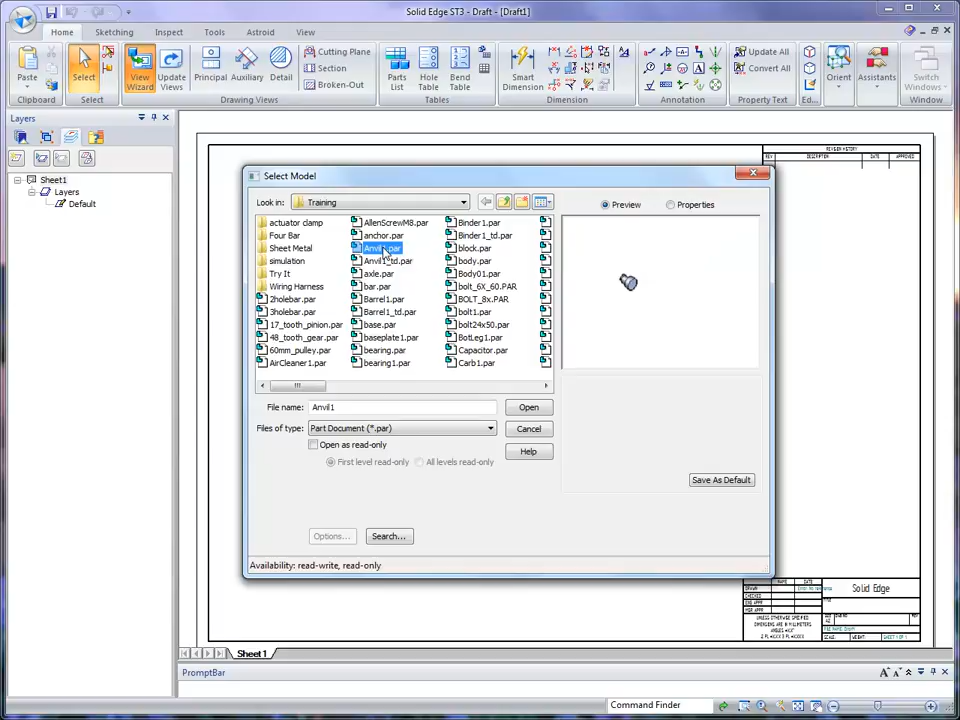 Solid Edge ST3 - Draft - [Draft1]
Home Sketching Inspect Tools Astroid View
Paste
Select
View Wizard
Update Views
Principal
Auxiliary
Detail
Cutting Plane
Section
Broken-Out
Parts List
Hole Table
Bend Table
Smart Dimension
Update All
Convert All
Orient
Assistants
Switch Windows
Clipboard Select Drawing Views Tables Dimension Annotation Property Text Ed... Window
Layers
Sheet1
Layers
Default
REVISION HISTORY
REV DESCRIPTION DATE APPROVED
Select Model
Look in: Training
Preview Properties
actuator clamp
Four Bar
Sheet Metal
simulation
Try It
Wiring Harness
2holebar.par
3holebar.par
17_tooth_pinion.par
48_tooth_gear.par
60mm_pulley.par
AirCleaner1.par
AllenScrewM8.par
anchor.par
Anvil1.par
Anvil1_td.par
axle.par
bar.par
Barrel1.par
Barrel1_td.par
base.par
baseplate1.par
bearing.par
bearing1.par
Binder1.par
Binder1_td.par
block.par
body.par
Body01.par
bolt_6X_60.PAR
BOLT_8x.PAR
bolt1.par
bolt24x50.par
BotLeg1.par
Capacitor.par
Carb1.par
File name: Anvil1 Open
Files of type: Part Document (*.par) Cancel
Open as read-only Help
First level read-only All levels read-only
Save As Default
Options... Search...
Availability: read-write, read-only
Solid Edge
Sheet1
PromptBar
Command Finder